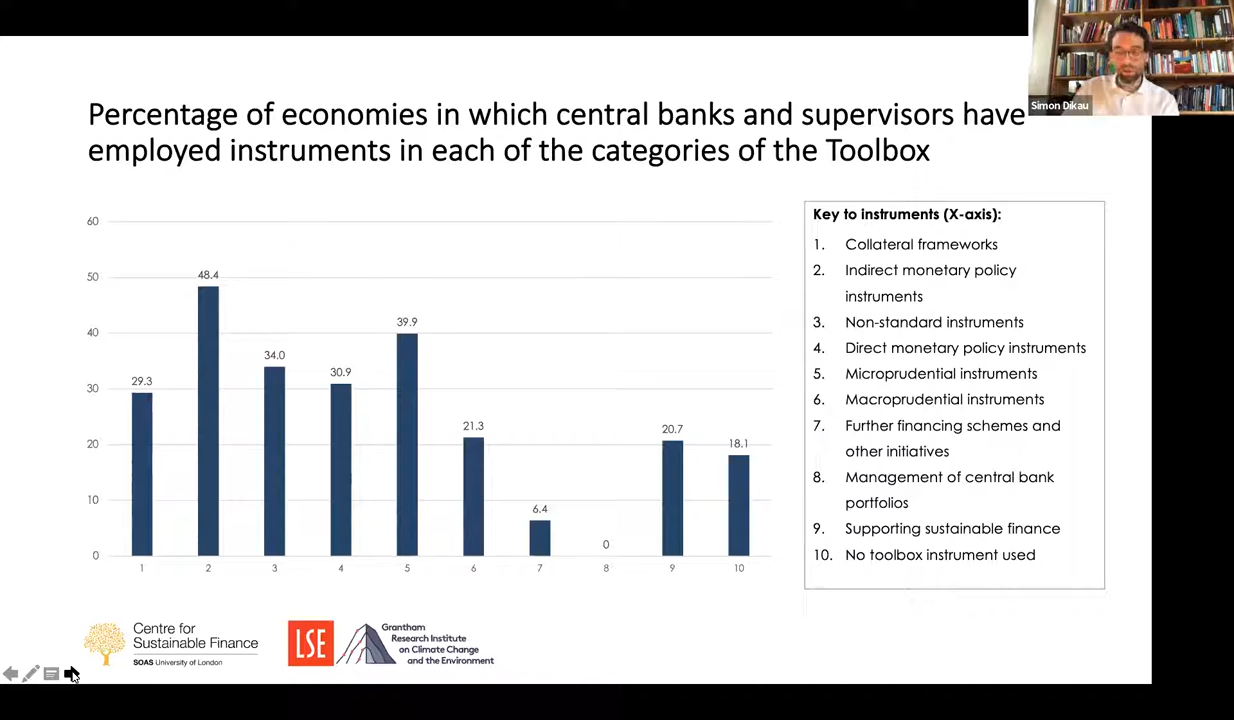 Simon Dikau
Percentage of economies in which central banks and supervisors have
employed instruments in each of the categories of the Toolbox
60
50
40
30
20
10
0
29.3
48.4
34.0
30.9
39.9
21.3
6.4
0
20.7
18.1
1 2 3 4 5 6 7 8 9 10
Key to instruments (X-axis):
1. Collateral frameworks
2. Indirect monetary policy
instruments
3. Non-standard instruments
4. Direct monetary policy instruments
5. Microprudential instruments
6. Macroprudential instruments
7. Further financing schemes and
other initiatives
8. Management of central bank
portfolios
9. Supporting sustainable finance
10. No toolbox instrument used
Centre for
Sustainable Finance
SOAS University of London
LSE
Grantham
Research Institute
on Climate Change
and the Environment